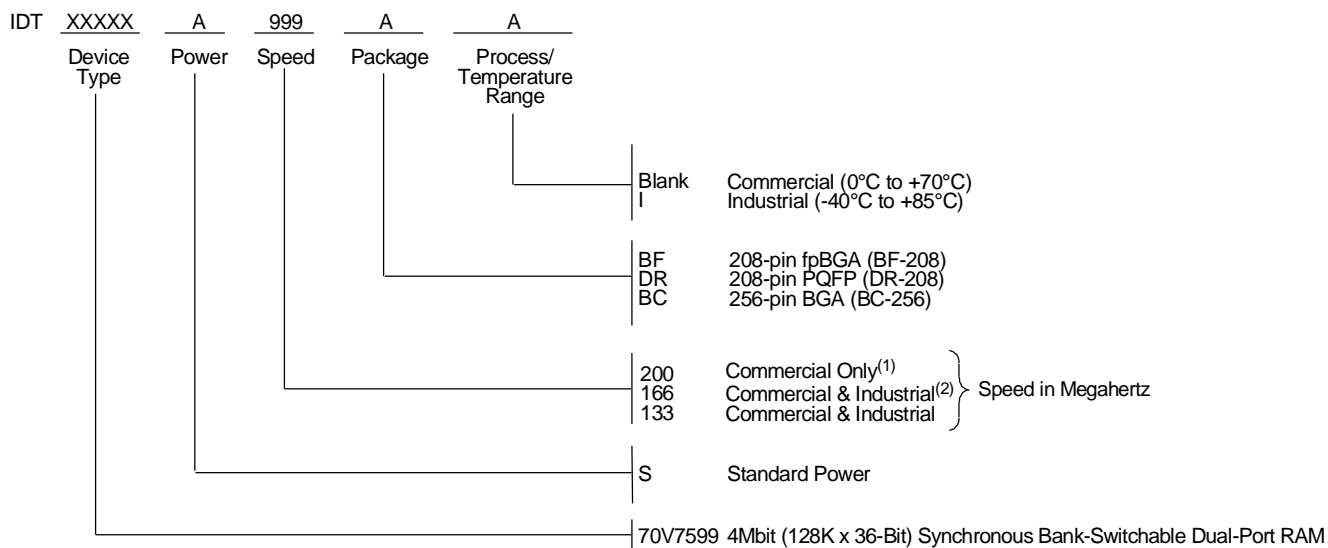 IDT XXXXX A 999 A A
Device Type Power Speed Package Process/ Temperature Range
Blank Commercial (0°C to +70°C)
I Industrial (-40°C to +85°C)
BF 208-pin fpBGA (BF-208)
DR 208-pin PQFP (DR-208)
BC 256-pin BGA (BC-256)
200 Commercial Only(1)
166 Commercial & Industrial(2) Speed in Megahertz
133 Commercial & Industrial
S Standard Power
70V7599 4Mbit (128K x 36-Bit) Synchronous Bank-Switchable Dual-Port RAM